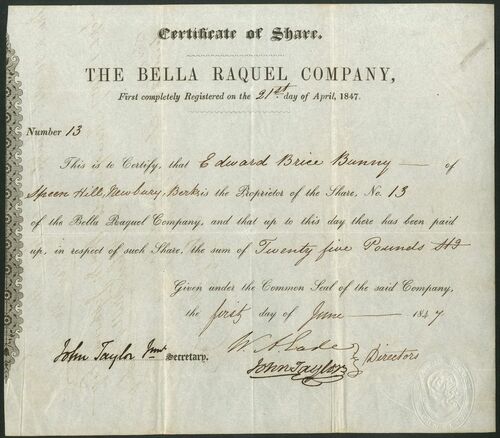 Certificate of Share.
THE BELLA RAQUEL COMPANY,
First completely Registered on the 21st day of April, 1847.
Number 13
This is to Certify, that Edward Brice Bunny — of
Speen Hill, Newbury, Berks is the Proprietor of the Share, No. 13
of the Bella Raquel Company, and that up to this day there has been paid
up, in respect of such Share, the sum of Twenty five Pounds
Given under the Common Seal of the said Company,
the first day of June — 1847
John Taylor Junr Secretary.
John Taylor
Directors